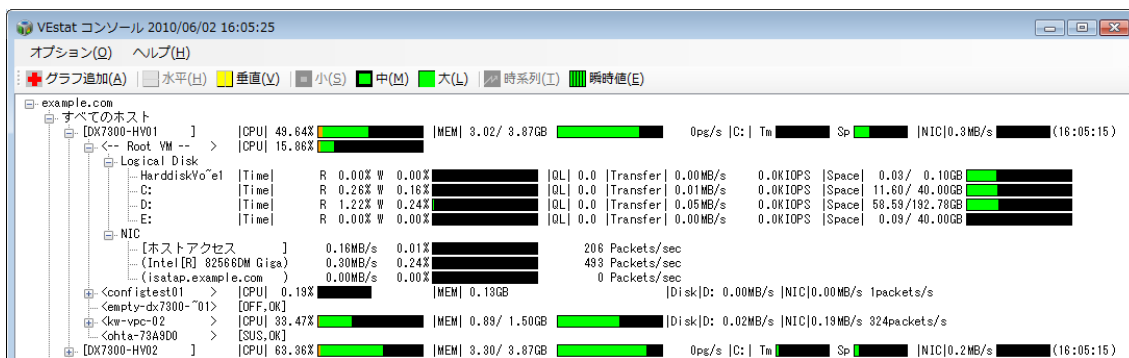 VEstat コンソール 2010/06/02 16:05:25
オプション(O) ヘルプ(H)
グラフ追加(A) 水平(H) 垂直(V) 小(S) 中(M) 大(L) 時系列(T) 瞬時値(E)
example.com
すべてのホスト
[DX7300-HV01 ] |CPU| 49.64% |MEM| 3.02/ 3.87GB 0pg/s |C:| Tm Sp |NIC|0.3MB/s (16:05:15)
<-- Root VM -- > |CPU| 15.86%
Logical Disk
HarddiskVo~e1 |Time| R 0.00% W 0.00% |QL| 0.0 |Transfer| 0.00MB/s 0.0KIOPS |Space| 0.03/ 0.10GB
C: |Time| R 0.26% W 0.16% |QL| 0.0 |Transfer| 0.01MB/s 0.0KIOPS |Space| 11.60/ 40.00GB
D: |Time| R 1.22% W 0.24% |QL| 0.0 |Transfer| 0.05MB/s 0.0KIOPS |Space| 58.59/192.78GB
E: |Time| R 0.00% W 0.00% |QL| 0.0 |Transfer| 0.00MB/s 0.0KIOPS |Space| 0.09/ 40.00GB
NIC
[ホストアクセス ] 0.16MB/s 0.01% 206 Packets/sec
(Intel[R] 82566DM Giga) 0.30MB/s 0.24% 493 Packets/sec
(isatap.example.com ) 0.00MB/s 0.00% 0 Packets/sec
<configtest01 > |CPU| 0.19% |MEM| 0.13GB |Disk|D: 0.00MB/s |NIC|0.00MB/s 1packets/s
<empty-dx7300-~01> [OFF,OK]
<kw-vpc-02 > |CPU| 33.47% |MEM| 0.89/ 1.50GB |Disk|D: 0.02MB/s |NIC|0.19MB/s 324packets/s
<ohta-73A9D0 > [SUS,OK]
[DX7300-HV02 ] |CPU| 63.36% |MEM| 3.30/ 3.87GB 0pg/s |C:| Tm Sp |NIC|0.2MB/s (16:05:15)